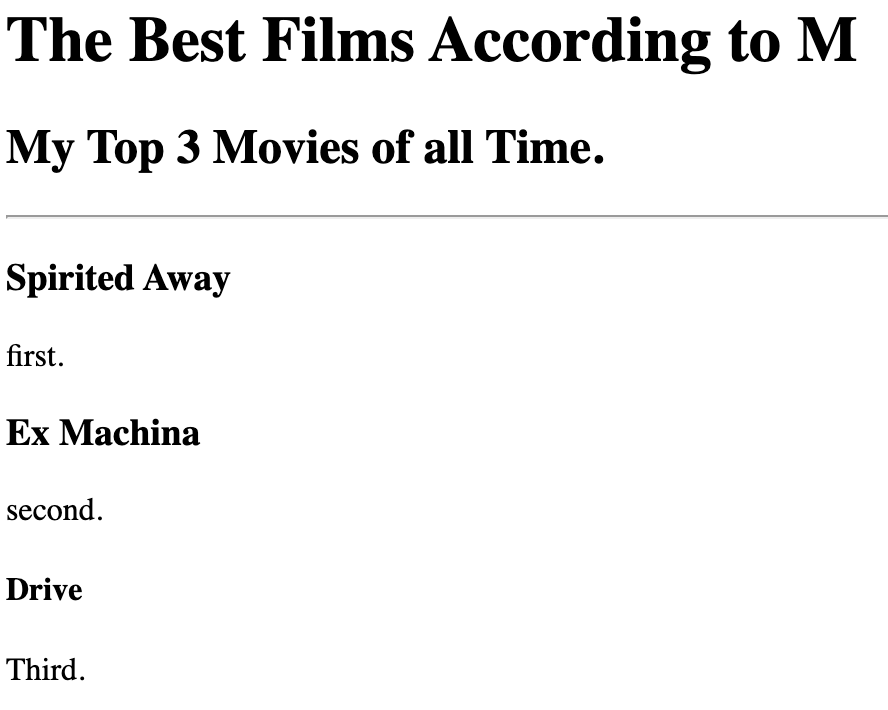 The Best Films According to M
My Top 3 Movies of all Time.
Spirited Away
first.
Ex Machina
second.
Drive
Third.